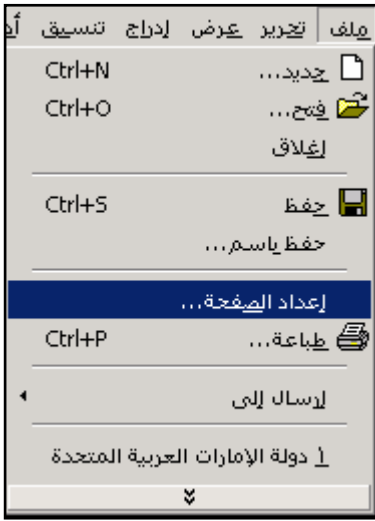 ملف تحرير عرض إدراج تنسيق
جديد... Ctrl+N
فتح... Ctrl+O
إغلاق
حفظ Ctrl+S
حفظ باسم...
إعداد الصفحة...
طباعة... Ctrl+P
إرسال إلى
1 دولة الإمارات العربية المتحدة